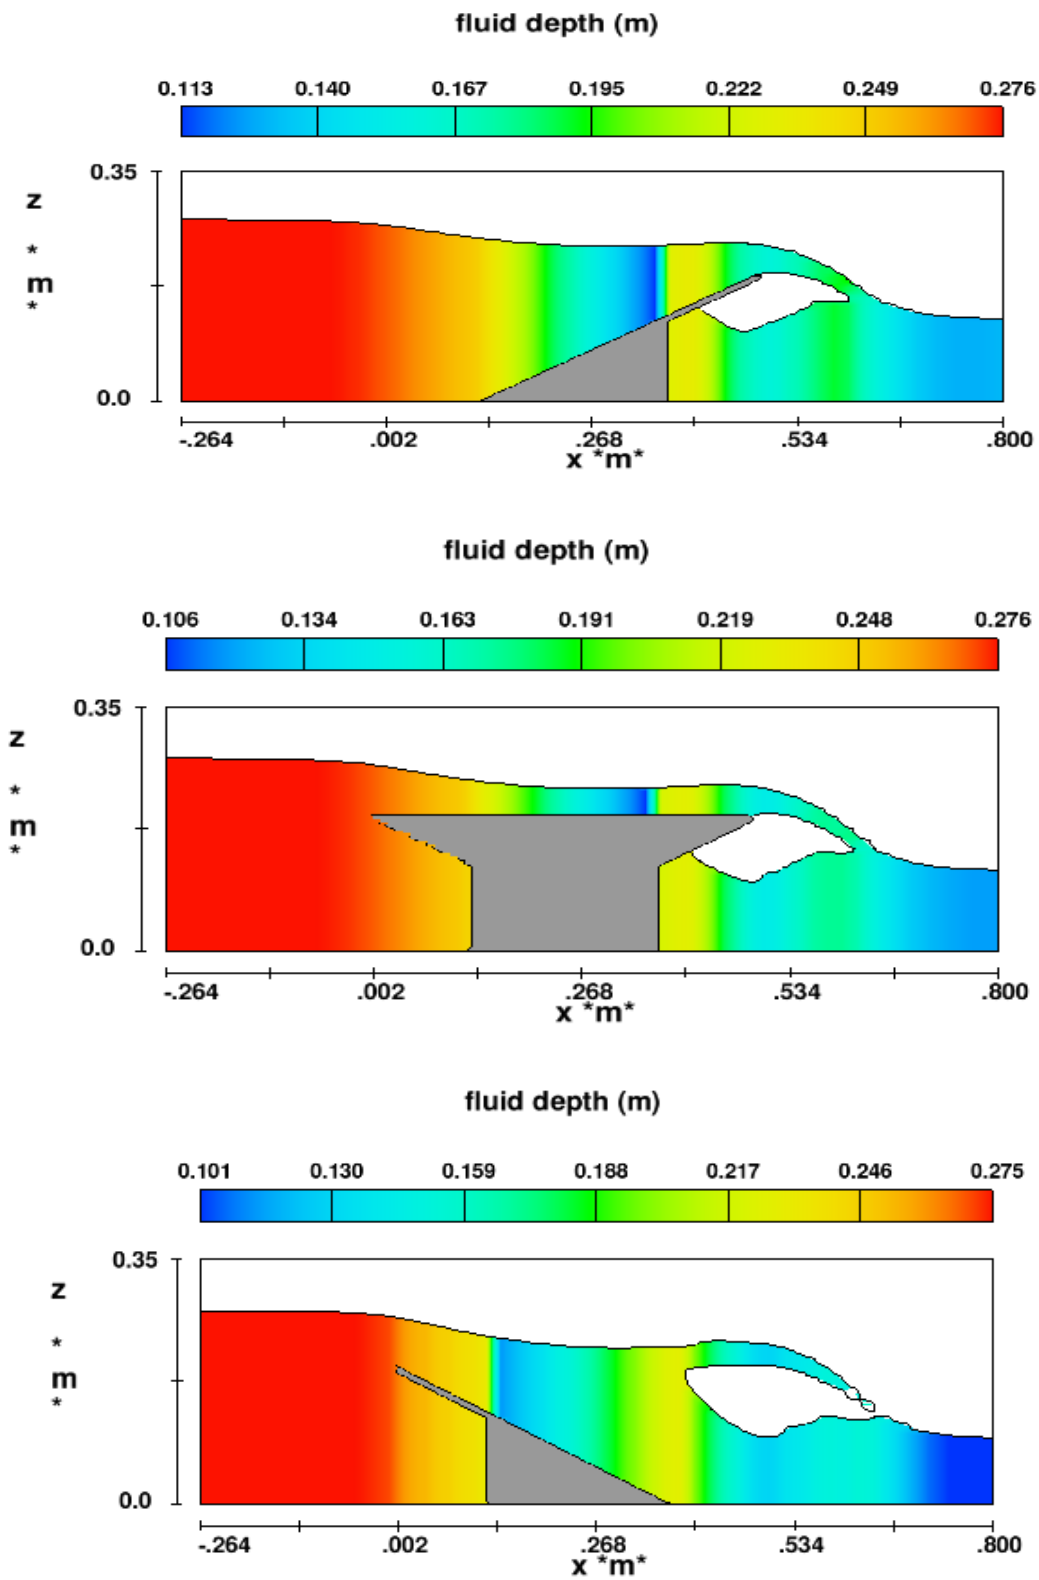 fluid depth (m)
0.113 0.140 0.167 0.195 0.222 0.249 0.276
0.35
z
*
m
*
0.0
-.264 .002 .268 .534 .800
x *m*
fluid depth (m)
0.106 0.134 0.163 0.191 0.219 0.248 0.276
0.35
z
*
m
*
0.0
-.264 .002 .268 .534 .800
x *m*
fluid depth (m)
0.101 0.130 0.159 0.188 0.217 0.246 0.275
0.35
z
*
m
*
0.0
-.264 .002 .268 .534 .800
x *m*